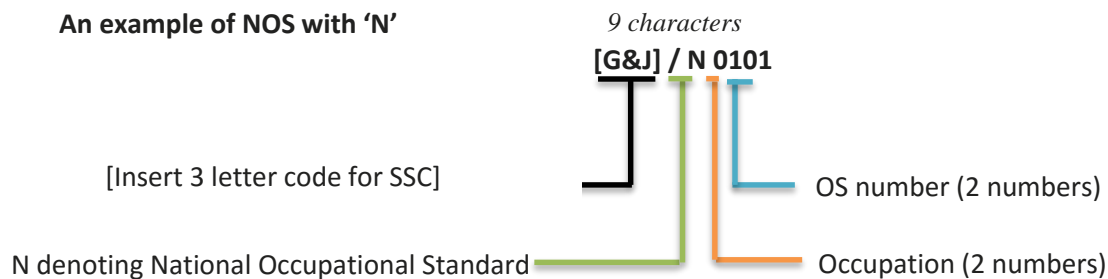 An example of NOS with ‘N’
9 characters
[G&J] / N 0101
[Insert 3 letter code for SSC]
OS number (2 numbers)
N denoting National Occupational Standard
Occupation (2 numbers)